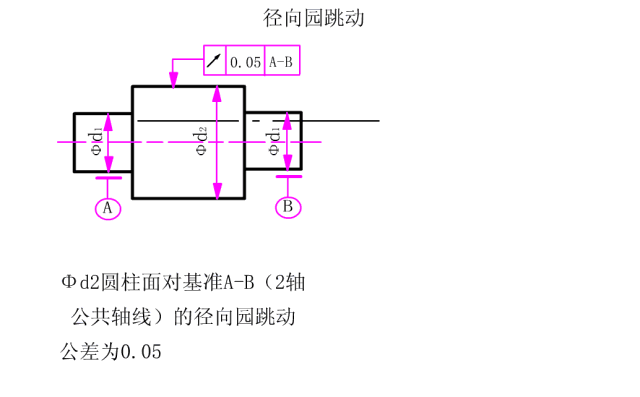 径向园跳动
0.05 A-B
Φd1 Φd2 Φd1
A B
Φd2圆柱面对基准A-B（2轴
公共轴线）的径向园跳动
公差为0.05